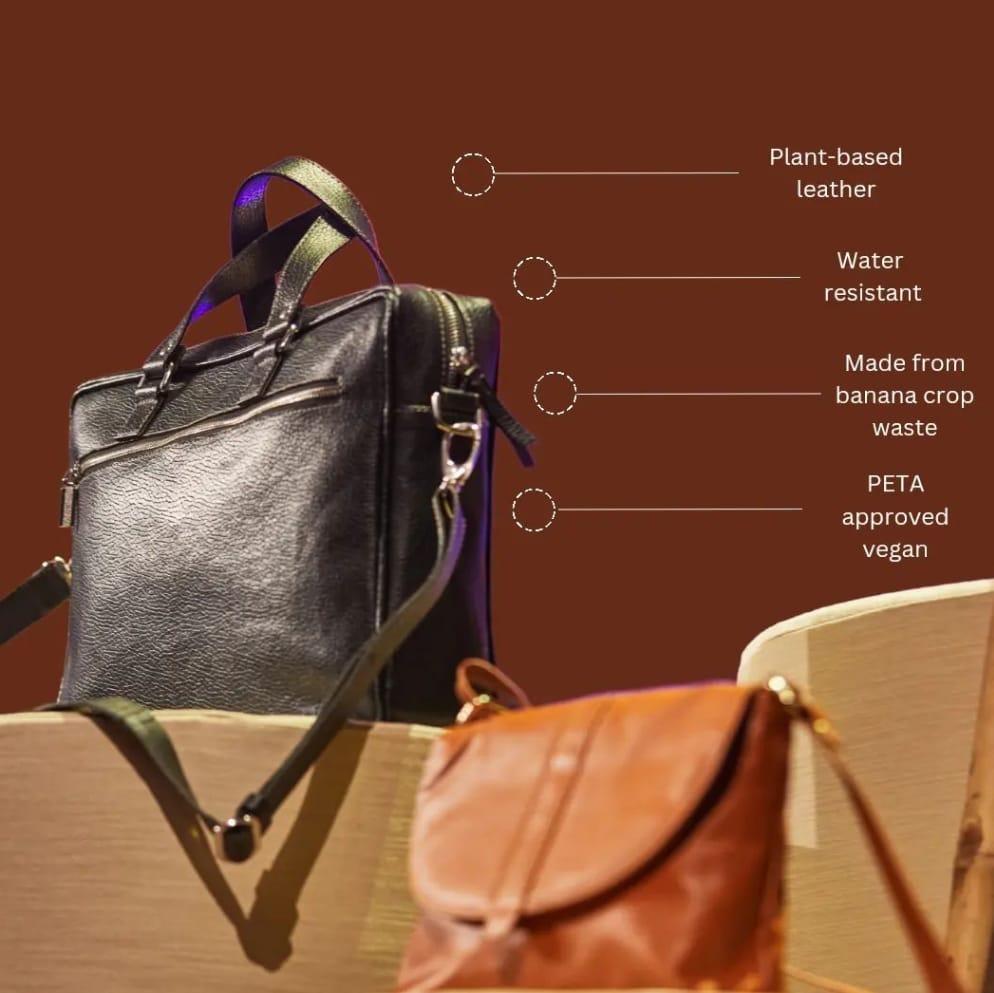 Plant-based
leather
Water
resistant
Made from
banana crop
waste
PETA
approved
vegan